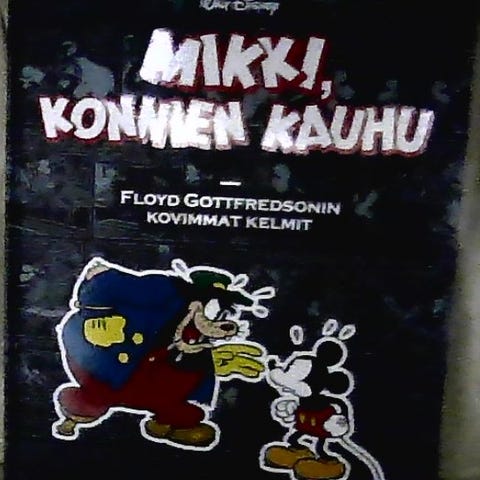 Walt Disney
MIKKI,
KONNIEN KAUHU
FLOYD GOTTFREDSONIN
KOVIMMAT KELMIT